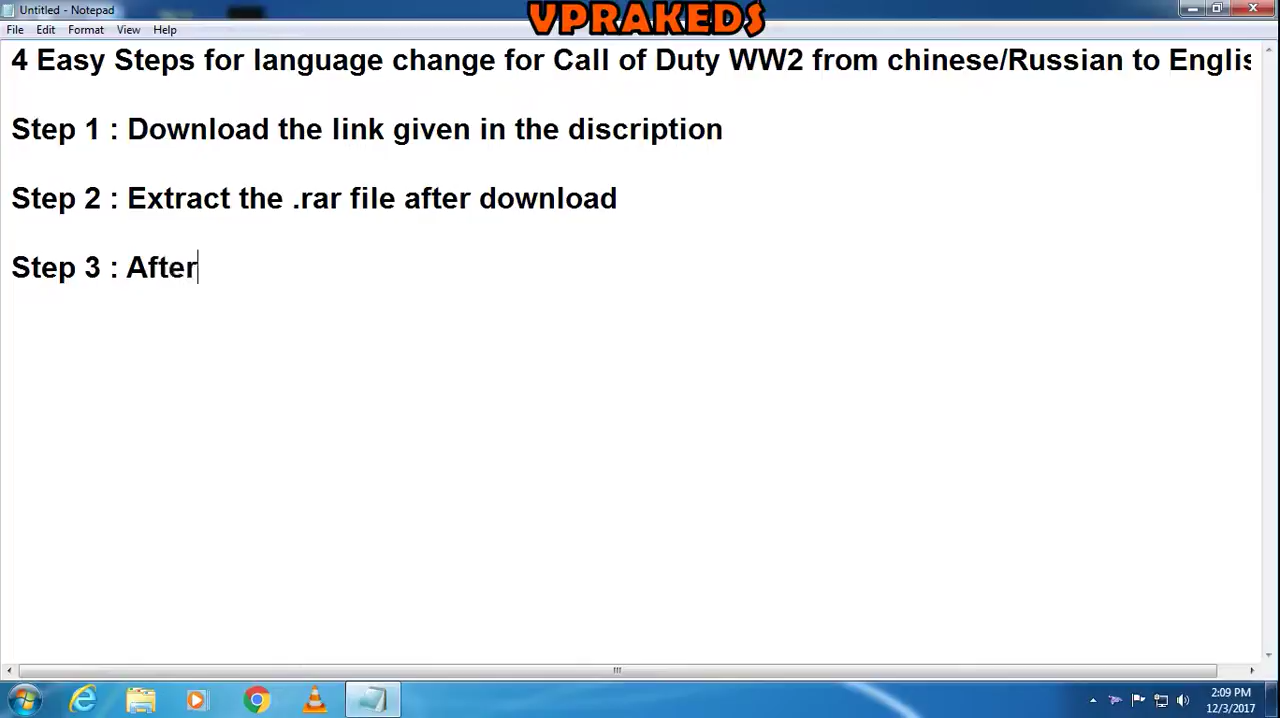 Untitled - Notepad
VPRAKEDS
File Edit Format View Help
4 Easy Steps for language change for Call of Duty WW2 from chinese/Russian to Englis
Step 1 : Download the link given in the discription
Step 2 : Extract the .rar file after download
Step 3 : After
2:09 PM
12/3/2017